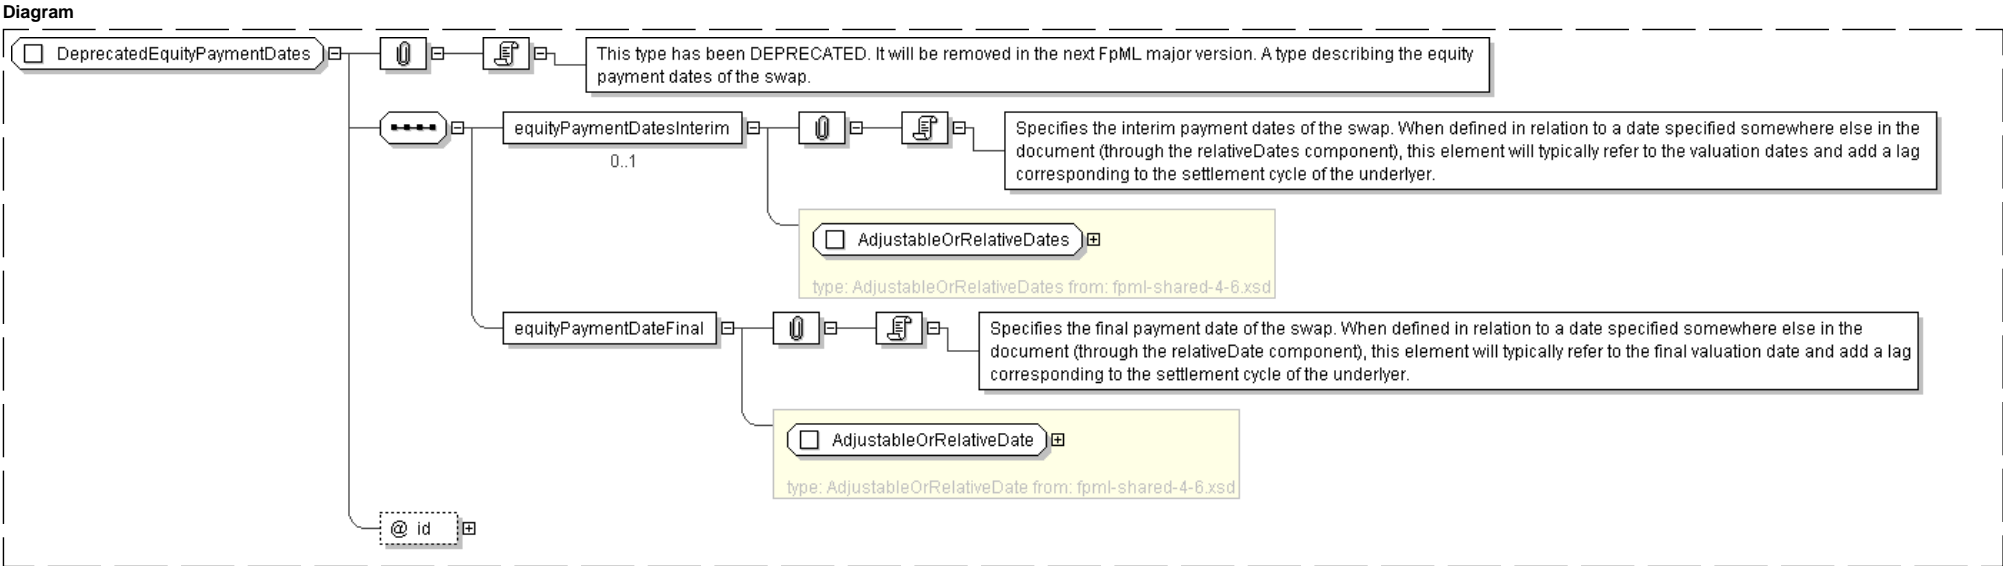 Diagram
DeprecatedEquityPaymentDates
This type has been DEPRECATED. It will be removed in the next FpML major version. A type describing the equity
payment dates of the swap.
equityPaymentDatesInterim
0..1
Specifies the interim payment dates of the swap. When defined in relation to a date specified somewhere else in the
document (through the relativeDates component), this element will typically refer to the valuation dates and add a lag
corresponding to the settlement cycle of the underlyer.
AdjustableOrRelativeDates
type: AdjustableOrRelativeDates from: fpml-shared-4-6.xsd
equityPaymentDateFinal
Specifies the final payment date of the swap. When defined in relation to a date specified somewhere else in the
document (through the relativeDate component), this element will typically refer to the final valuation date and add a lag
corresponding to the settlement cycle of the underlyer.
AdjustableOrRelativeDate
type: AdjustableOrRelativeDate from: fpml-shared-4-6.xsd
@ id